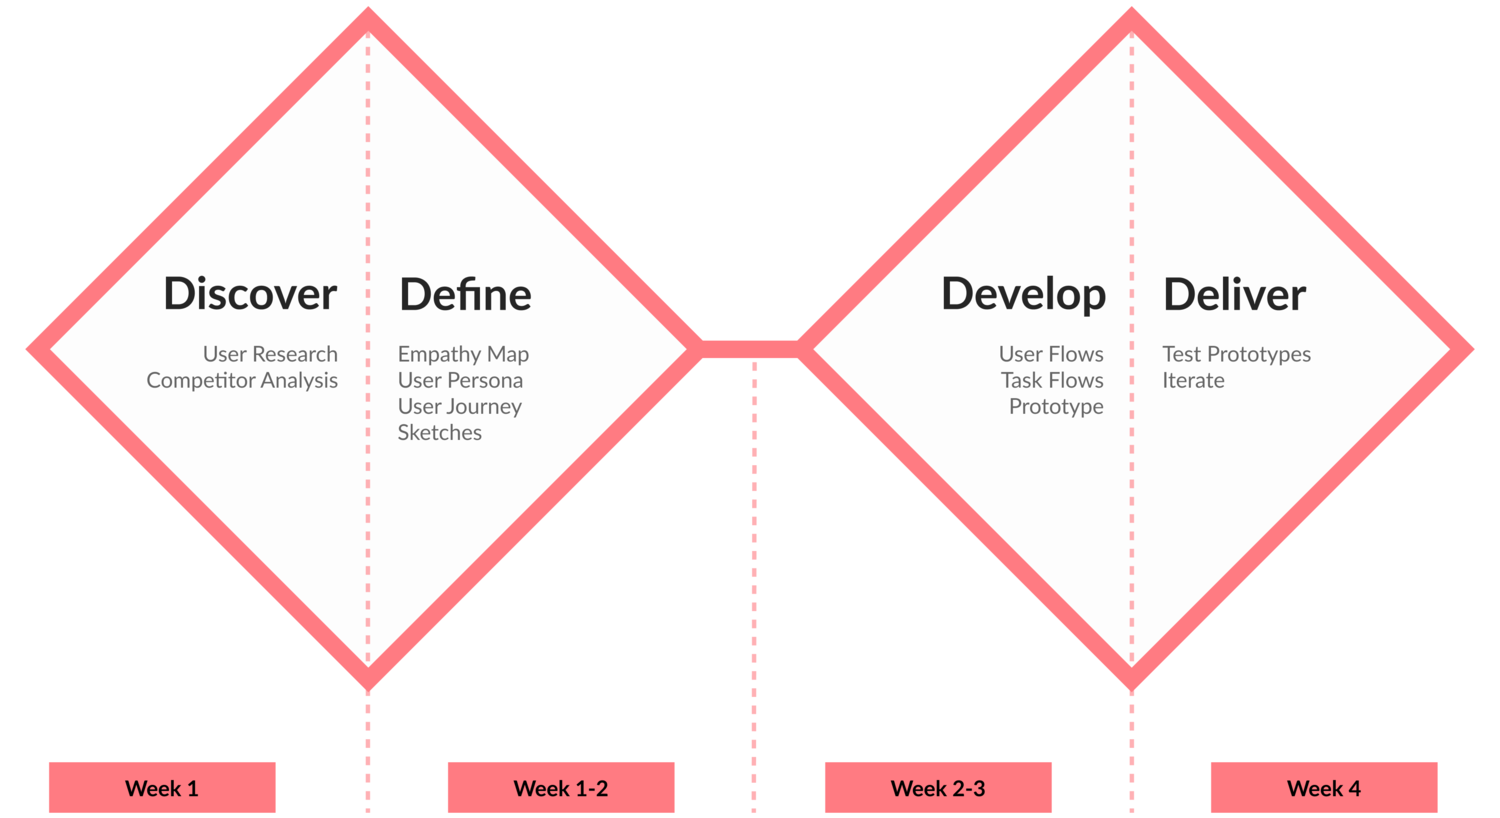 Discover
User Research
Competitor Analysis
Define
Empathy Map
User Persona
User Journey
Sketches
Develop
User Flows
Task Flows
Prototype
Deliver
Test Prototypes
Iterate
Week 1
Week 1-2
Week 2-3
Week 4